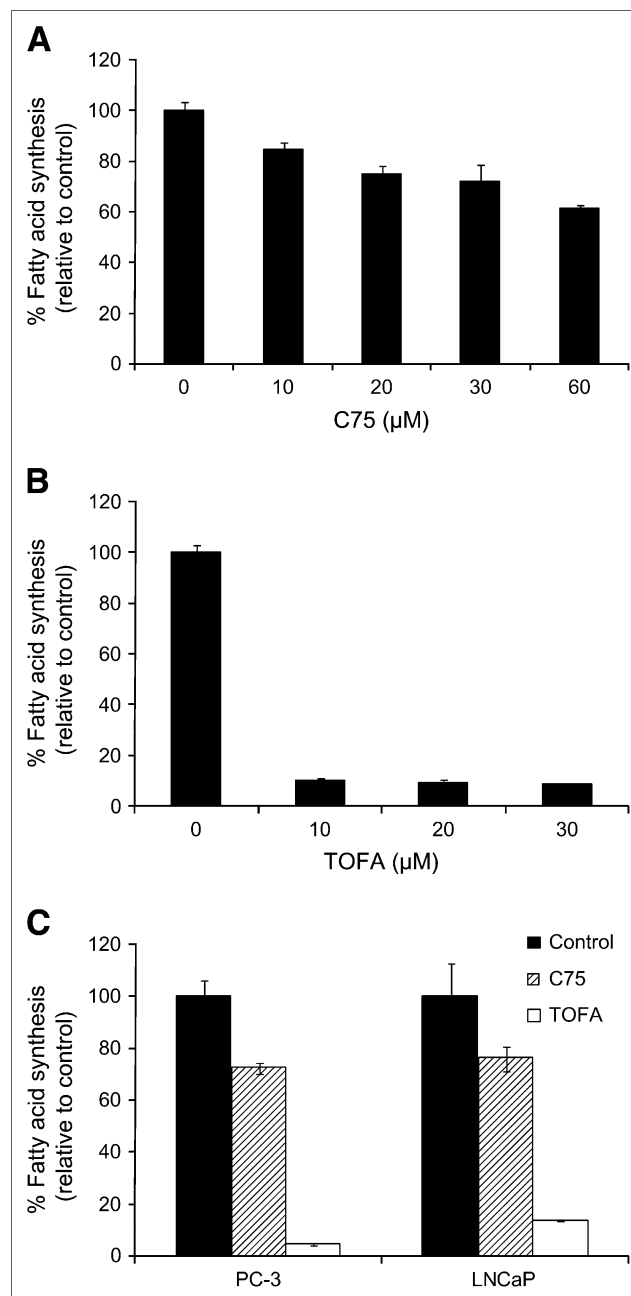 A
120
100
80
60
40
20
0
% Fatty acid synthesis
(relative to control)
0 10 20 30 60
C75 (μM)
B
120
100
80
60
40
20
0
% Fatty acid synthesis
(relative to control)
0 10 20 30
TOFA (μM)
C
120
100
80
60
40
20
0
% Fatty acid synthesis
(relative to control)
Control
C75
TOFA
PC-3 LNCaP